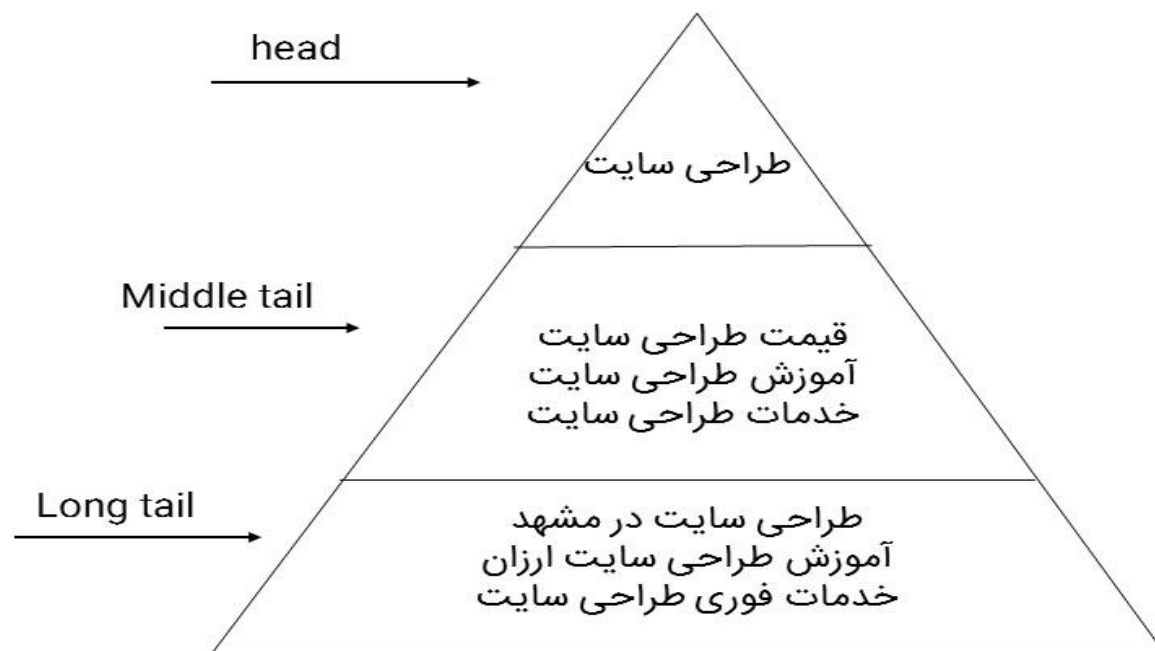 head
طراحی سایت
Middle tail
قیمت طراحی سایت
آموزش طراحی سایت
خدمات طراحی سایت
Long tail
طراحی سایت در مشهد
آموزش طراحی سایت ارزان
خدمات فوری طراحی سایت